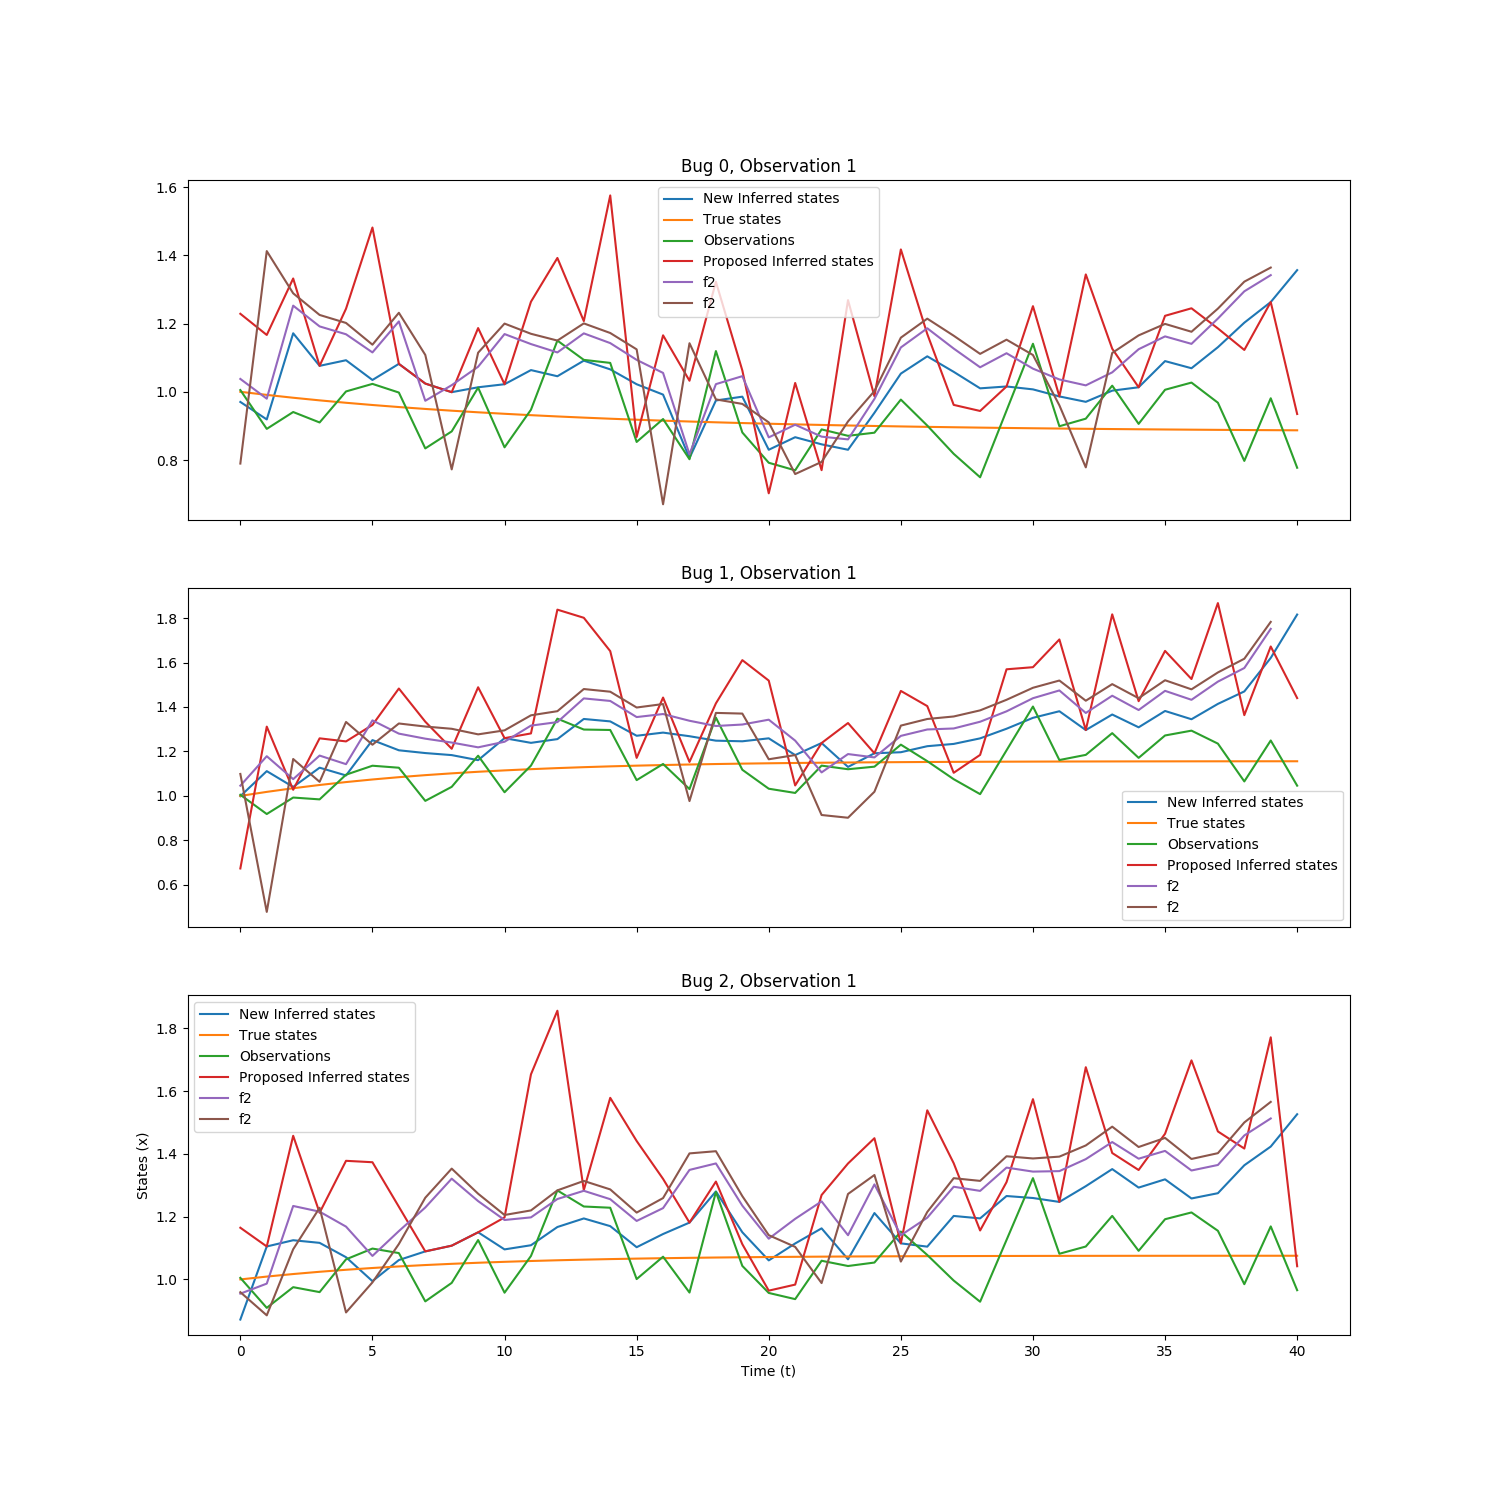 Bug 0, Observation 1
1.6
1.4
1.2
1.0
0.8
New Inferred states
True states
Observations
Proposed Inferred states
f2
f2
Bug 1, Observation 1
1.8
1.6
1.4
1.2
1.0
0.8
0.6
New Inferred states
True states
Observations
Proposed Inferred states
f2
f2
Bug 2, Observation 1
1.8
1.6
1.4
1.2
1.0
States (x)
New Inferred states
True states
Observations
Proposed Inferred states
f2
f2
0 5 10 15 20 25 30 35 40
Time (t)